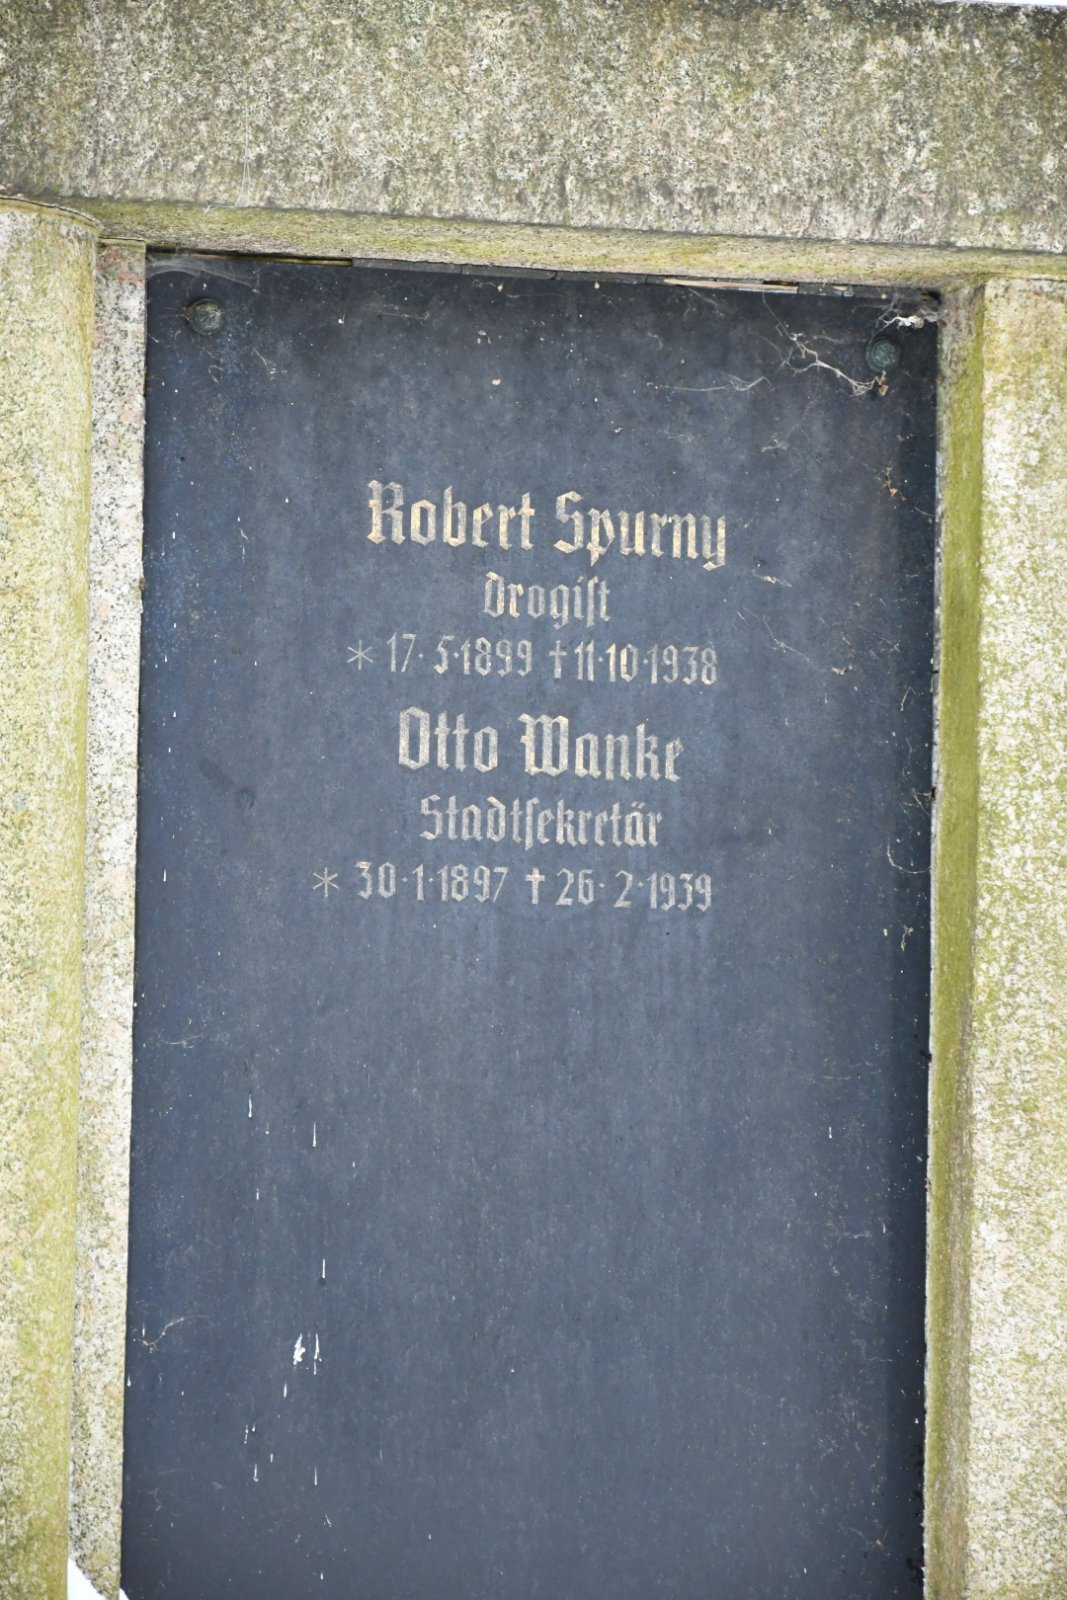 Robert Spurny
Drogiſt
* 17·5·1899 †11·10·1938
Otto Wanke
Stadtſekretär
* 30·1·1897 † 26·2·1939